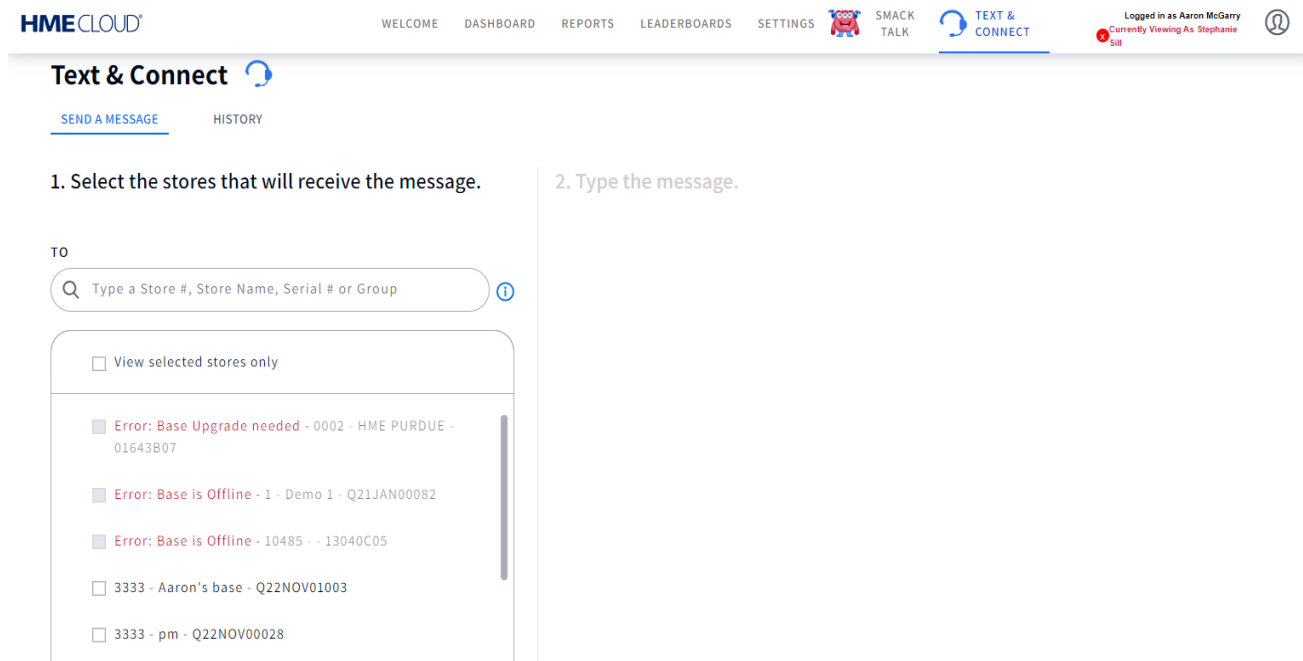 HME CLOUD®
WELCOME
DASHBOARD
REPORTS
LEADERBOARDS
SETTINGS
SMACK
TALK
TEXT &
CONNECT
Logged in as Aaron McGarry
x Currently Viewing As Stephanie
Sill
Text & Connect
SEND A MESSAGE
HISTORY
1. Select the stores that will receive the message.
2. Type the message.
TO
Type a Store #, Store Name, Serial # or Group
View selected stores only
Error: Base Upgrade needed - 0002 - HME PURDUE -
01643B07
Error: Base is Offline - 1 - Demo 1 - Q21JAN00082
Error: Base is Offline - 10485 - - 13040C05
3333 - Aaron's base - Q22NOV01003
3333 - pm - Q22NOV00028